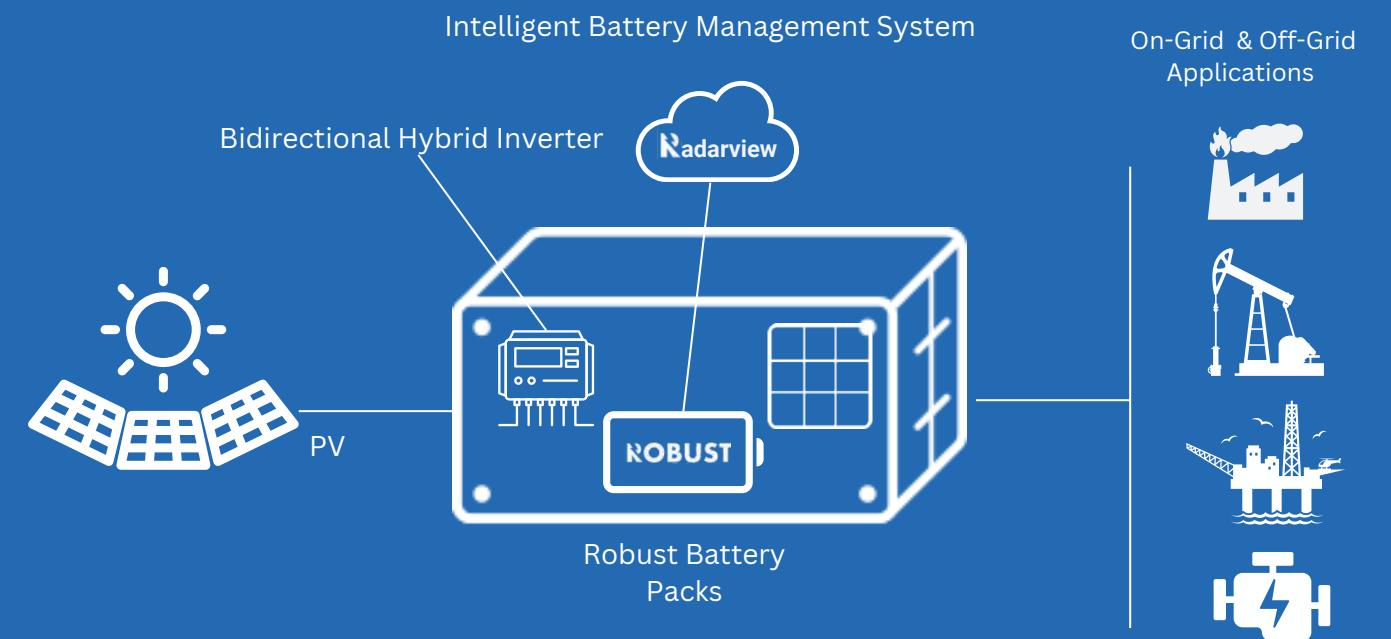 Intelligent Battery Management System
On-Grid & Off-Grid
Applications
Bidirectional Hybrid Inverter
Radarview
PV
ROBUST
Robust Battery
Packs